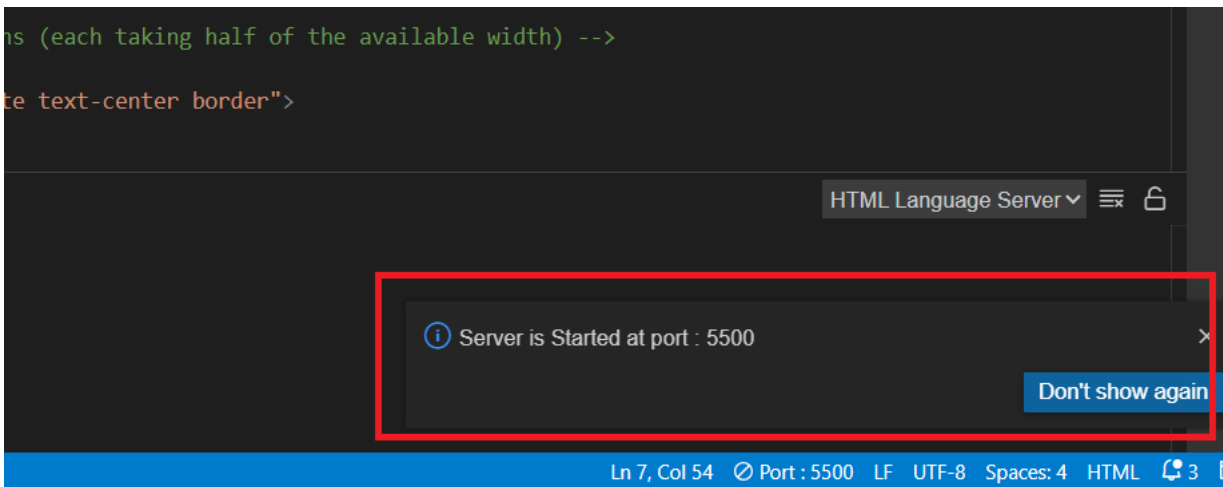 ns (each taking half of the available width) -->
te text-center border">
HTML Language Server
Server is Started at port : 5500
Don't show again
Ln 7, Col 54 Port : 5500 LF UTF-8 Spaces: 4 HTML 3